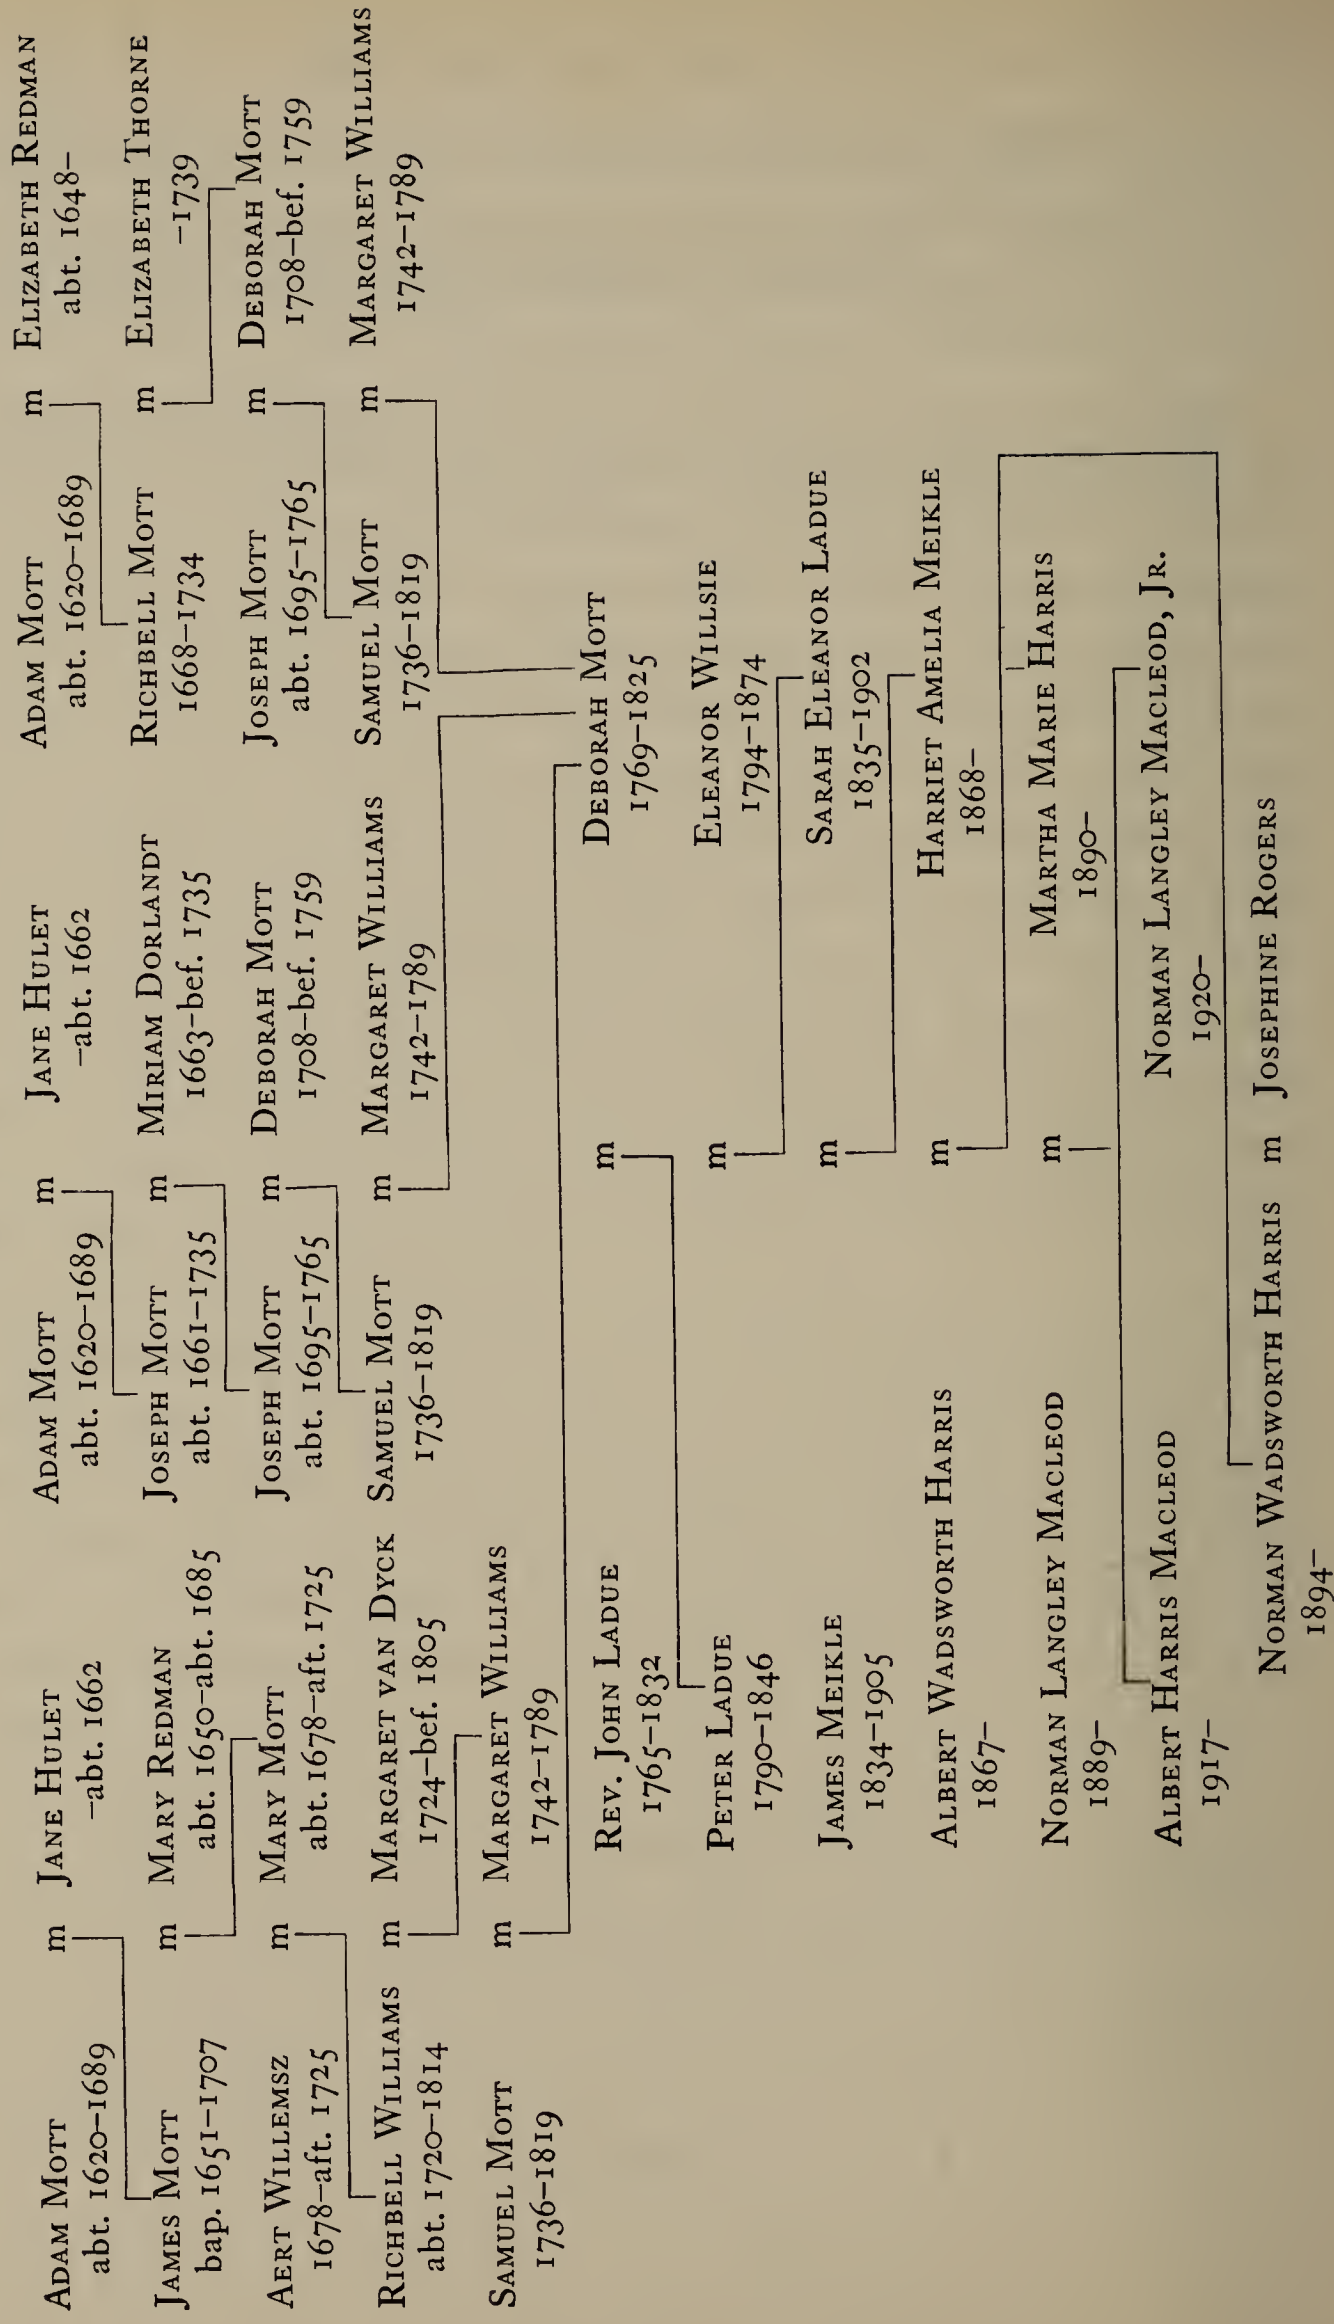 ADAM MOTT m JANE HULET
abt. 1620–1689 –abt. 1662
JAMES MOTT m MARY REDMAN
bap. 1651–1707 abt. 1650–abt. 1685
AERT WILLEMSZ m MARY MOTT
1678–aft. 1725 abt. 1678–aft. 1725
RICHBELL WILLIAMS m MARGARET VAN DYCK
abt. 1720–1814 1724–bef. 1805
SAMUEL MOTT m MARGARET WILLIAMS
1736–1819 1742–1789
ADAM MOTT m JANE HULET
abt. 1620–1689 –abt. 1662
JOSEPH MOTT m MIRIAM DORLANDT
abt. 1661–1735 1663–bef. 1735
JOSEPH MOTT m DEBORAH MOTT
abt. 1695–1765 1708–bef. 1759
SAMUEL MOTT m MARGARET WILLIAMS
1736–1819 1742–1789
ADAM MOTT m ELIZABETH REDMAN
abt. 1620–1689 abt. 1648–
RICHBELL MOTT m ELIZABETH THORNE
1668–1734 –1739
JOSEPH MOTT m DEBORAH MOTT
abt. 1695–1765 1708–bef. 1759
SAMUEL MOTT m MARGARET WILLIAMS
1736–1819 1742–1789
REV. JOHN LADUE m DEBORAH MOTT
1765–1832 1769–1825
PETER LADUE m ELEANOR WILLSIE
1790–1846 1794–1874
JAMES MEIKLE m SARAH ELEANOR LADUE
1834–1905 1835–1902
ALBERT WADSWORTH HARRIS m HARRIET AMELIA MEIKLE
1867– 1868–
NORMAN LANGLEY MACLEOD m MARTHA MARIE HARRIS
1889– 1890–
ALBERT HARRIS MACLEOD NORMAN LANGLEY MACLEOD, JR.
1917– 1920–
NORMAN WADSWORTH HARRIS m JOSEPHINE ROGERS
1894–